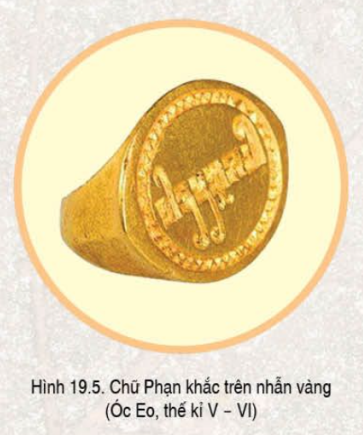 Hình 19.5. Chữ Phạn khắc trên nhẫn vàng
(Óc Eo, thế kỉ V – VI)